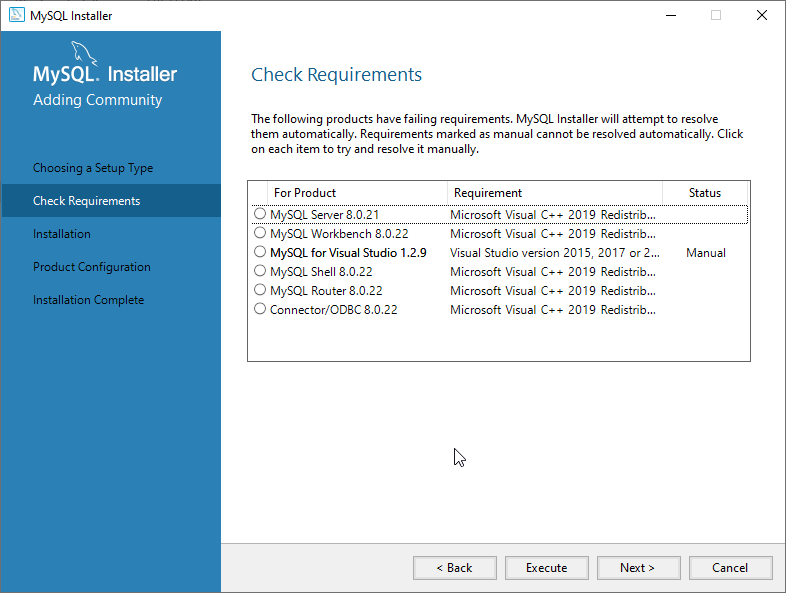 MySQL Installer
MySQL. Installer
Adding Community
Choosing a Setup Type
Check Requirements
Installation
Product Configuration
Installation Complete
Check Requirements
The following products have failing requirements. MySQL Installer will attempt to resolve
them automatically. Requirements marked as manual cannot be resolved automatically. Click
on each item to try and resolve it manually.
For Product Requirement Status
MySQL Server 8.0.21 Microsoft Visual C++ 2019 Redistrib...
MySQL Workbench 8.0.22 Microsoft Visual C++ 2019 Redistrib...
MySQL for Visual Studio 1.2.9 Visual Studio version 2015, 2017 or 2... Manual
MySQL Shell 8.0.22 Microsoft Visual C++ 2019 Redistrib...
MySQL Router 8.0.22 Microsoft Visual C++ 2019 Redistrib...
Connector/ODBC 8.0.22 Microsoft Visual C++ 2019 Redistrib...
< Back Execute Next > Cancel